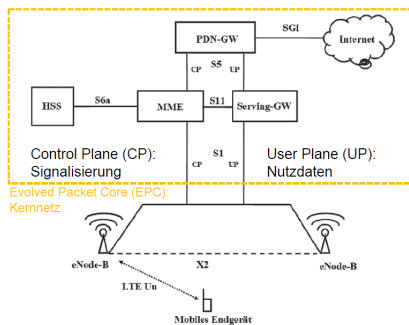 PDN-GW
SGi
Internet
CP
S5
UP
HSS
S6a
MME
S11
Serving-GW
Control Plane (CP):
Signalisierung
CP
S1
UP
User Plane (UP):
Nutzdaten
Evolved Packet Core (EPC):
Kernnetz
eNode-B
X2
eNode-B
LTE Uu
Mobiles Endgerät